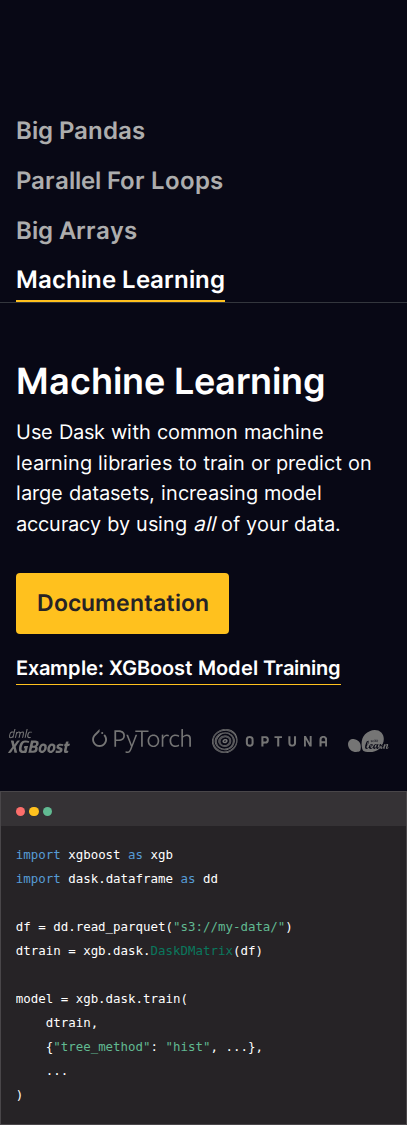 Big Pandas
Parallel For Loops
Big Arrays
Machine Learning
Machine Learning
Use Dask with common machine
learning libraries to train or predict on
large datasets, increasing model
accuracy by using all of your data.
Documentation
Example: XGBoost Model Training
dmlc
XGBoost
PyTorch
OPTUNA
learn
import xgboost as xgb
import dask.dataframe as dd
df = dd.read_parquet("s3://my-data/")
dtrain = xgb.dask.DaskDMatrix(df)
model = xgb.dask.train(
    dtrain,
    {"tree_method": "hist", ...},
    ...
)